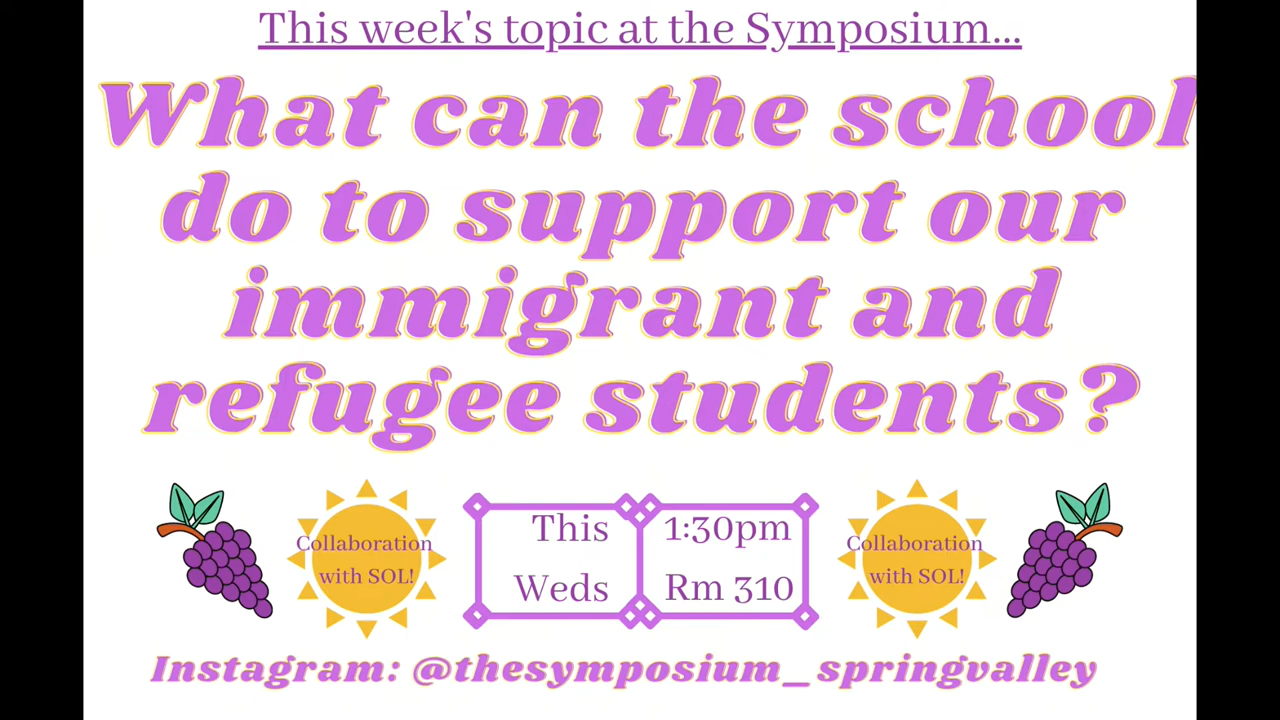 This week's topic at the Symposium...
What can the school
do to support our
immigrant and
refugee students?
Collaboration
with SOL!
This
Weds
1:30pm
Rm 310
Collaboration
with SOL!
Instagram: @thesymposium_springvalley